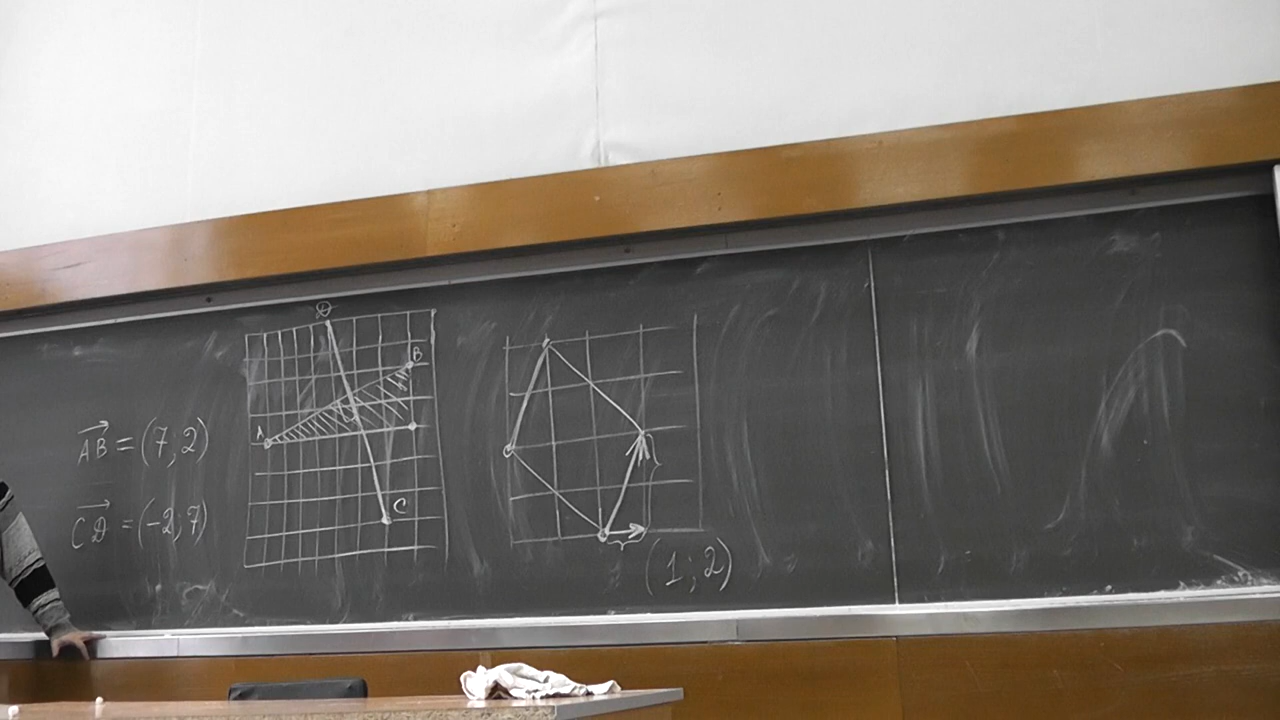 AB = (7; 2)
CD = (-2; 7)
D
B
A
C
(1; 2)